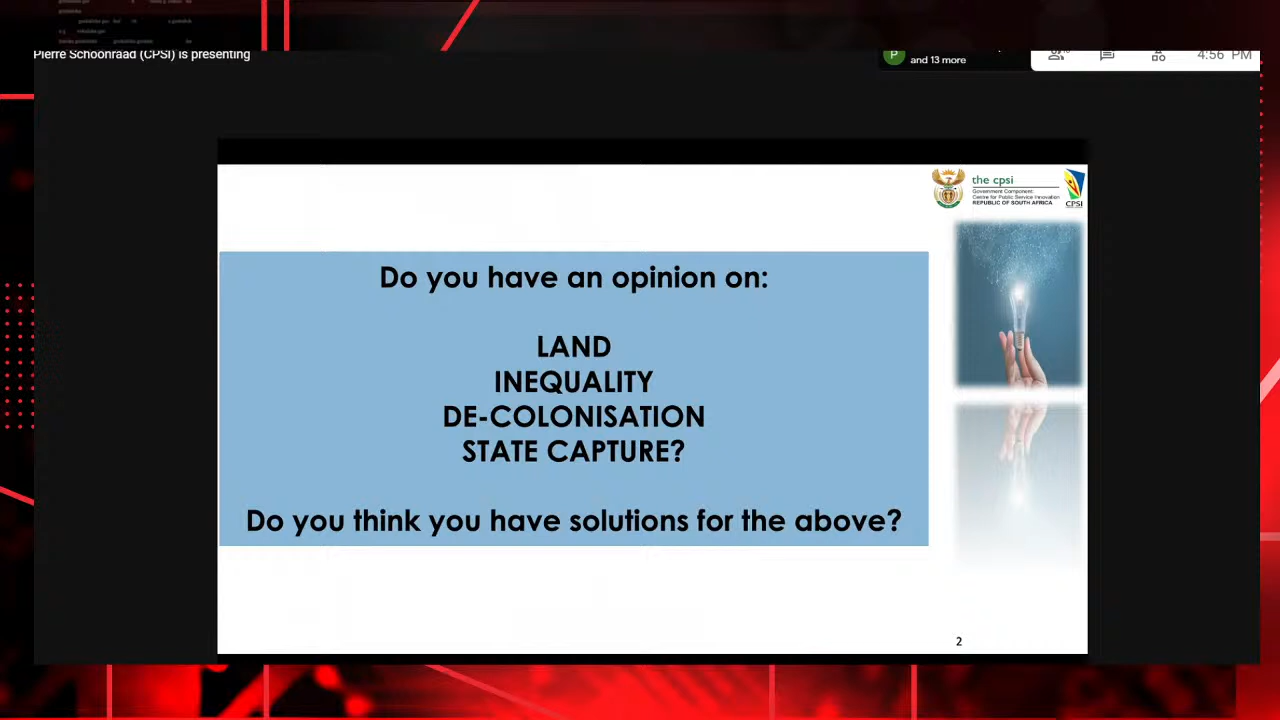 Pierre Schoonraad (CPSI) is presenting
P
and 13 more
4:56 PM
the cpsi
Government Component:
Centre for Public Service Innovation
REPUBLIC OF SOUTH AFRICA
CPSI
Do you have an opinion on:
LAND
INEQUALITY
DE-COLONISATION
STATE CAPTURE?
Do you think you have solutions for the above?
2